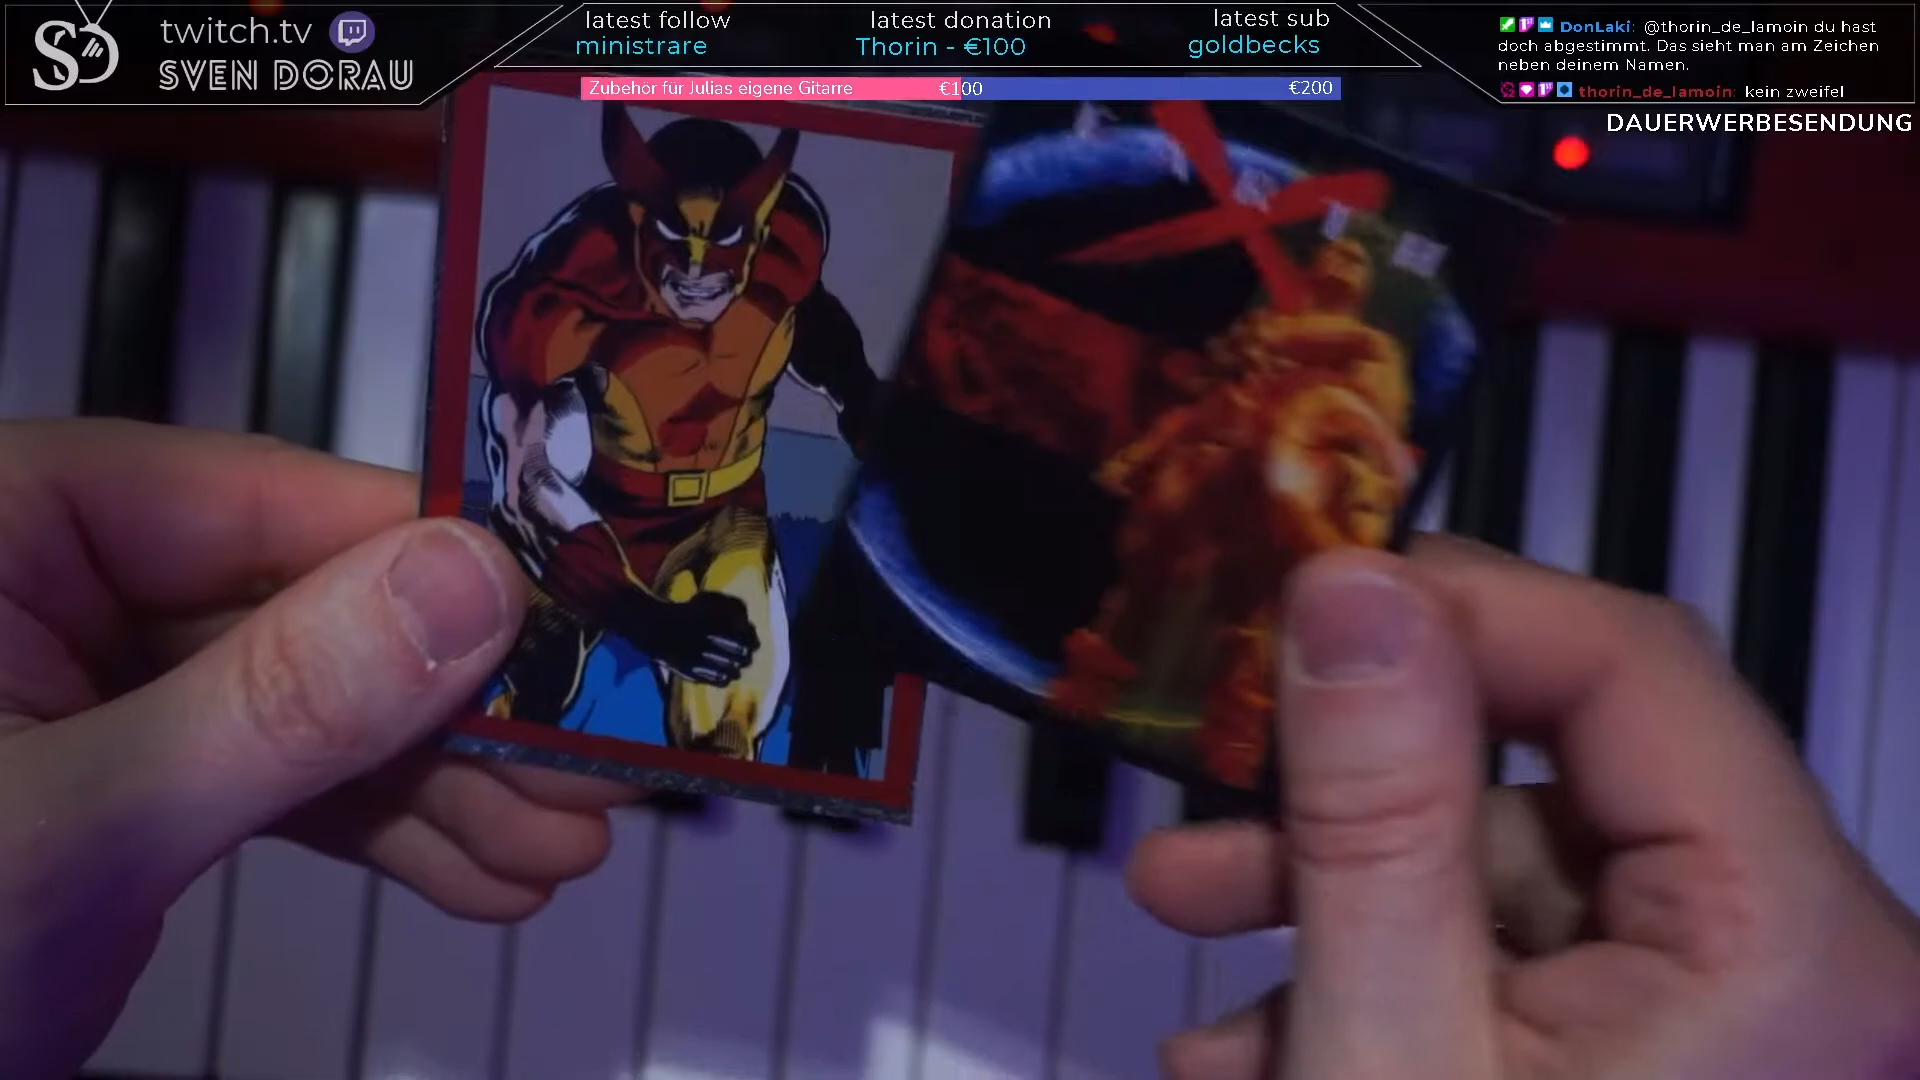 twitch.tv
SVEN DORAU
latest follow
ministrare
latest donation
Thorin - €100
latest sub
goldbecks
Zubehör für Julias eigene Gitarre
€100
€200
DonLaki: @thorin_de_lamoin du hast
doch abgestimmt. Das sieht man am Zeichen
neben deinem Namen.
thorin_de_lamoin: kein zweifel
DAUERWERBESENDUNG